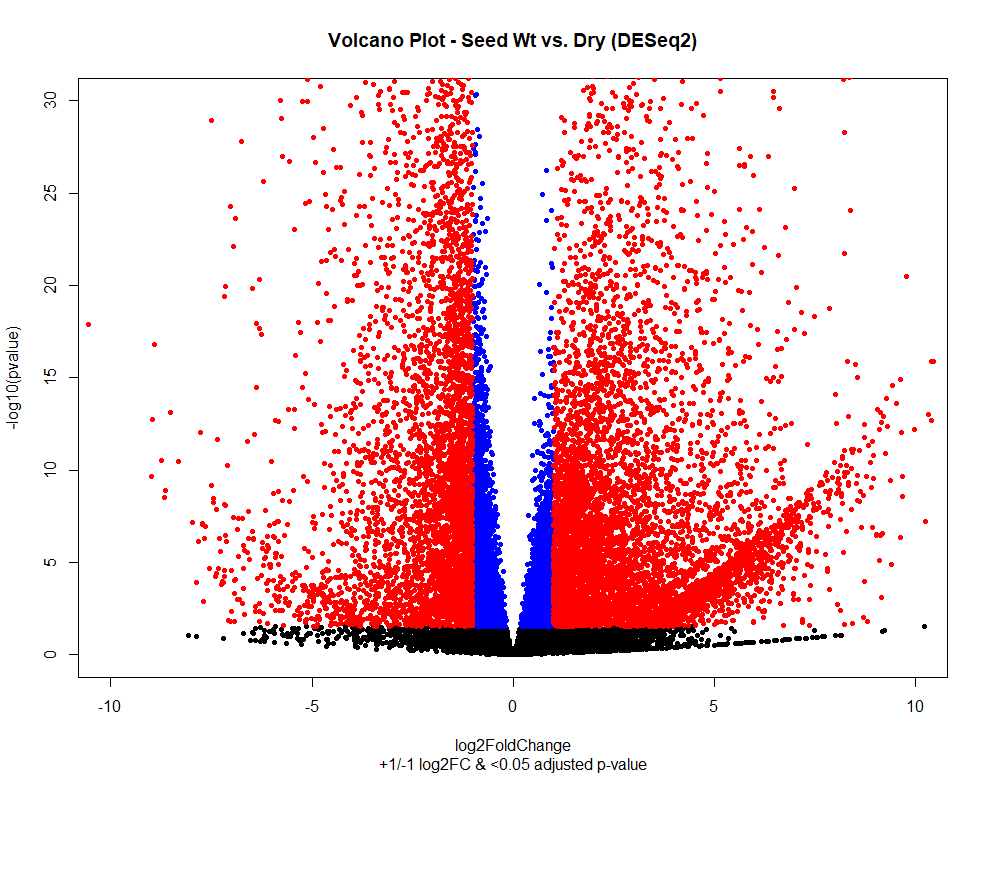 Volcano Plot - Seed Wt vs. Dry (DESeq2)
30
25
20
15
10
5
0
-log10(pvalue)
-10 -5 0 5 10
log2FoldChange
+1/-1 log2FC & <0.05 adjusted p-value